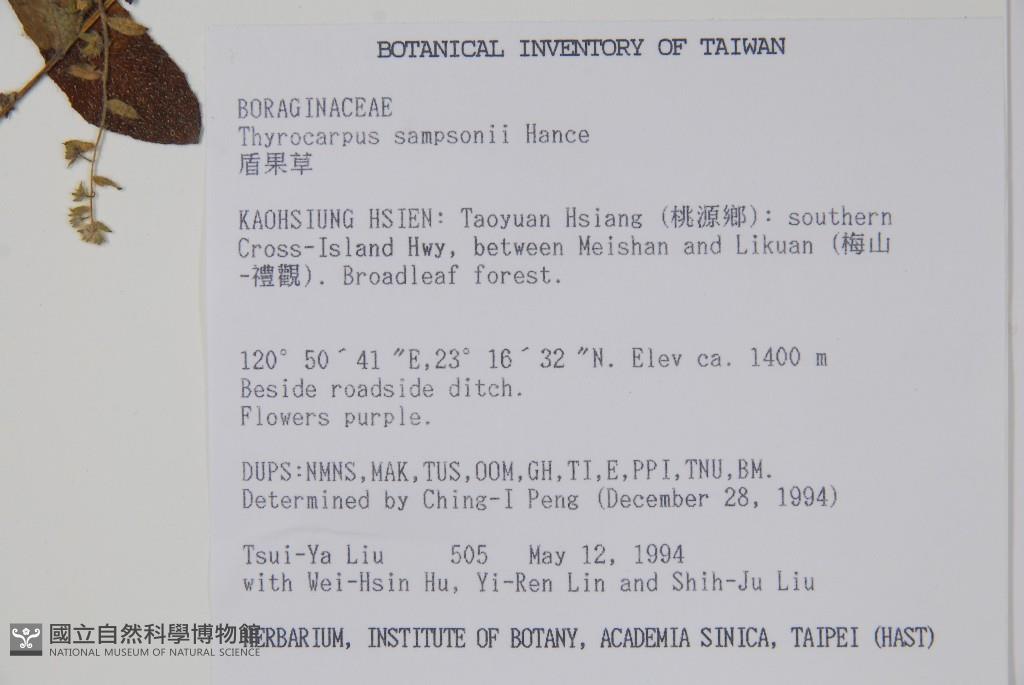 BOTANICAL INVENTORY OF TAIWAN
BORAGINACEAE
Thyrocarpus sampsonii Hance
盾果草
KAOHSIUNG HSIEN: Taoyuan Hsiang (桃源鄉): southern
Cross-Island Hwy, between Meishan and Likuan (梅山
-禮觀). Broadleaf forest.
120° 50´41″E,23° 16´32″N. Elev ca. 1400 m
Beside roadside ditch.
Flowers purple.
DUPS:NMNS,MAK,TUS,OOM,GH,TI,E,PPI,TNU,BM.
Determined by Ching-I Peng (December 28, 1994)
Tsui-Ya Liu 505 May 12, 1994
with Wei-Hsin Hu, Yi-Ren Lin and Shih-Ju Liu
HERBARIUM, INSTITUTE OF BOTANY, ACADEMIA SINICA, TAIPEI (HAST)
國立自然科學博物館
NATIONAL MUSEUM OF NATURAL SCIENCE